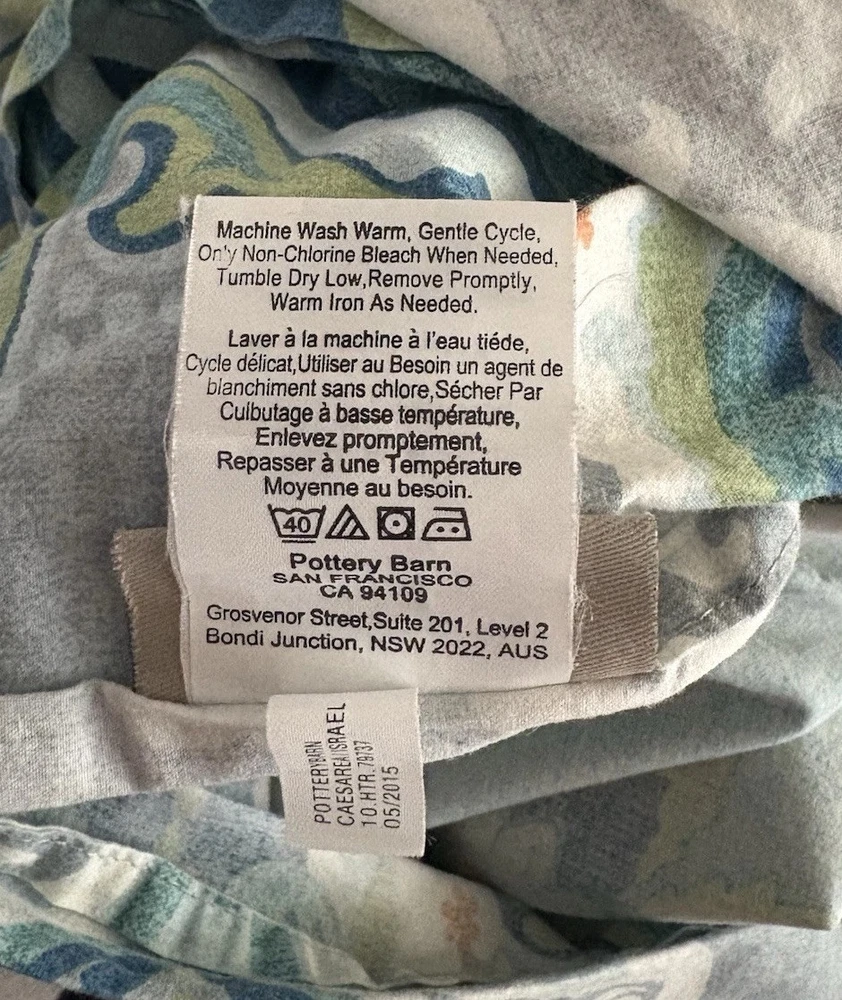 Machine Wash Warm, Gentle Cycle,
Only Non-Chlorine Bleach When Needed,
Tumble Dry Low,Remove Promptly,
Warm Iron As Needed.
Laver à la machine à l'eau tiéde,
Cycle délicat,Utiliser au Besoin un agent de
blanchiment sans chlore,Sécher Par
Culbutage à basse température,
Enlevez promptement,
Repasser à une Température
Moyenne au besoin.
40
Pottery Barn
SAN FRANCISCO
CA 94109
Grosvenor Street,Suite 201, Level 2
Bondi Junction, NSW 2022, AUS
POTTERYBARN
CAESAREA ISRAEL
10.HTR.79737
05/2015